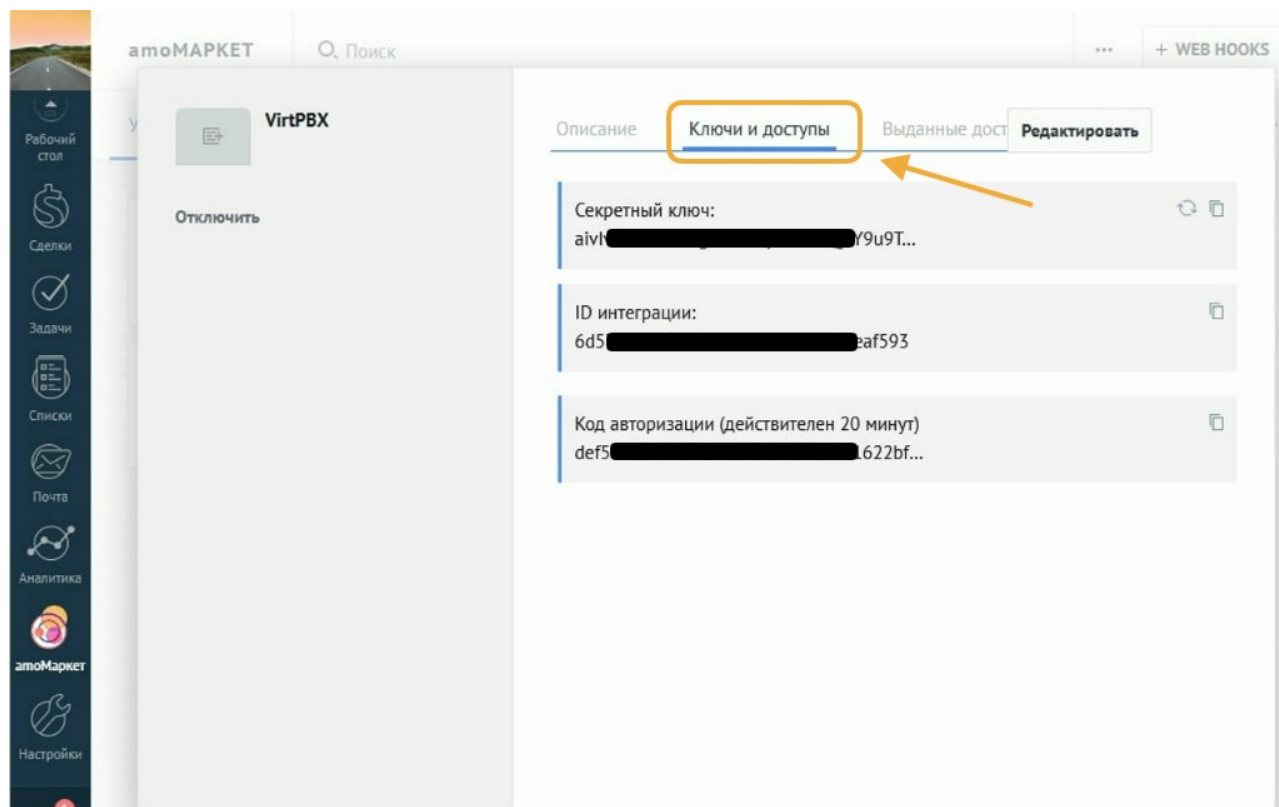 amoМАРКЕТ
Поиск
...
+ WEB HOOKS
Рабочий
стол
Сделки
Задачи
Списки
Почта
Аналитика
amoМаркет
Настройки
VirtPBX
Отключить
Описание
Ключи и доступы
Выданные дост
Редактировать
Секретный ключ:
aivI Y9u9T...
ID интеграции:
6d5 eaf593
Код авторизации (действителен 20 минут)
def5 1622bf...